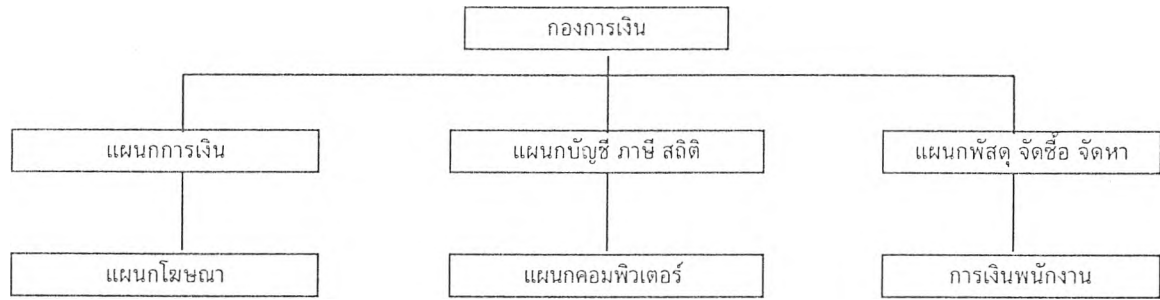 กองการเงิน
แผนกการเงิน
แผนกบัญชี ภาษี สถิติ
แผนกพัสดุ จัดซื้อ จัดหา
แผนกโฆษณา
แผนกคอมพิวเตอร์
การเงินพนักงาน